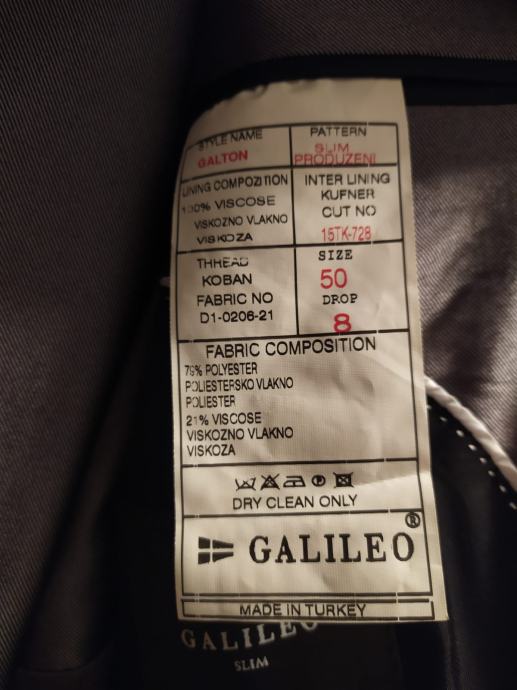 STYLE NAME
GALTON
PATTERN
SLIM
PRODUZENI
LINING COMPOZITION
100% VISCOSE
VISKOZNO VLAKNO
VISKOZA
INTER LINING
KUFNER
CUT NO
15TK-728
THHEAD
KOBAN
FABRIC NO
D1-0206-21
SIZE
50
DROP
8
FABRIC COMPOSITION
79% POLYESTER
POLIESTERSKO VLAKNO
POLIESTER
21% VISCOSE
VISKOZNO VLAKNO
VISKOZA
DRY CLEAN ONLY
GALILEO®
MADE IN TURKEY
GALILEO
SLIM